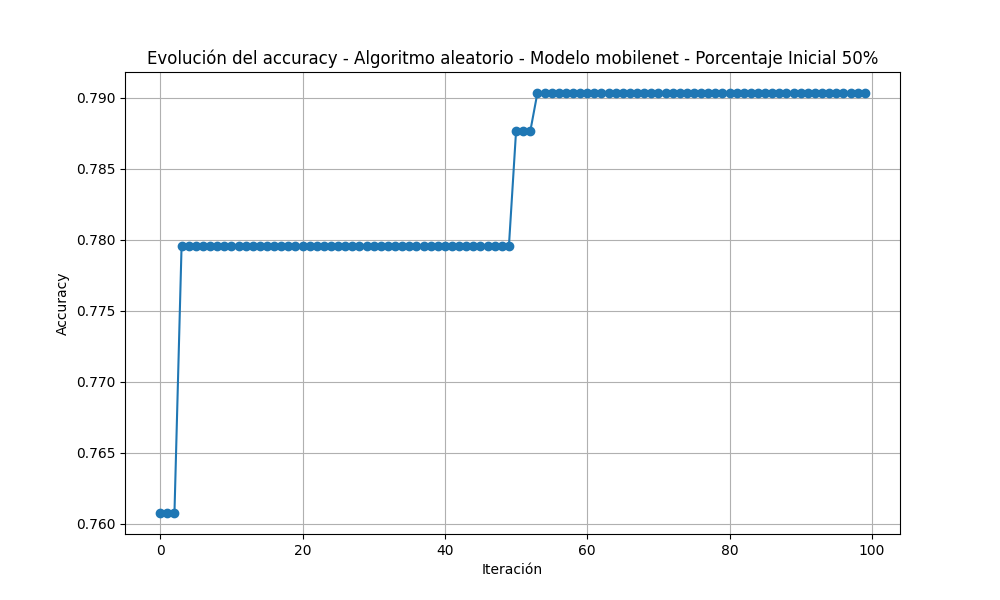 Evolución del accuracy - Algoritmo aleatorio - Modelo mobilenet - Porcentaje Inicial 50%
0.790
0.785
0.780
0.775
0.770
0.765
0.760
Accuracy
0 20 40 60 80 100
Iteración